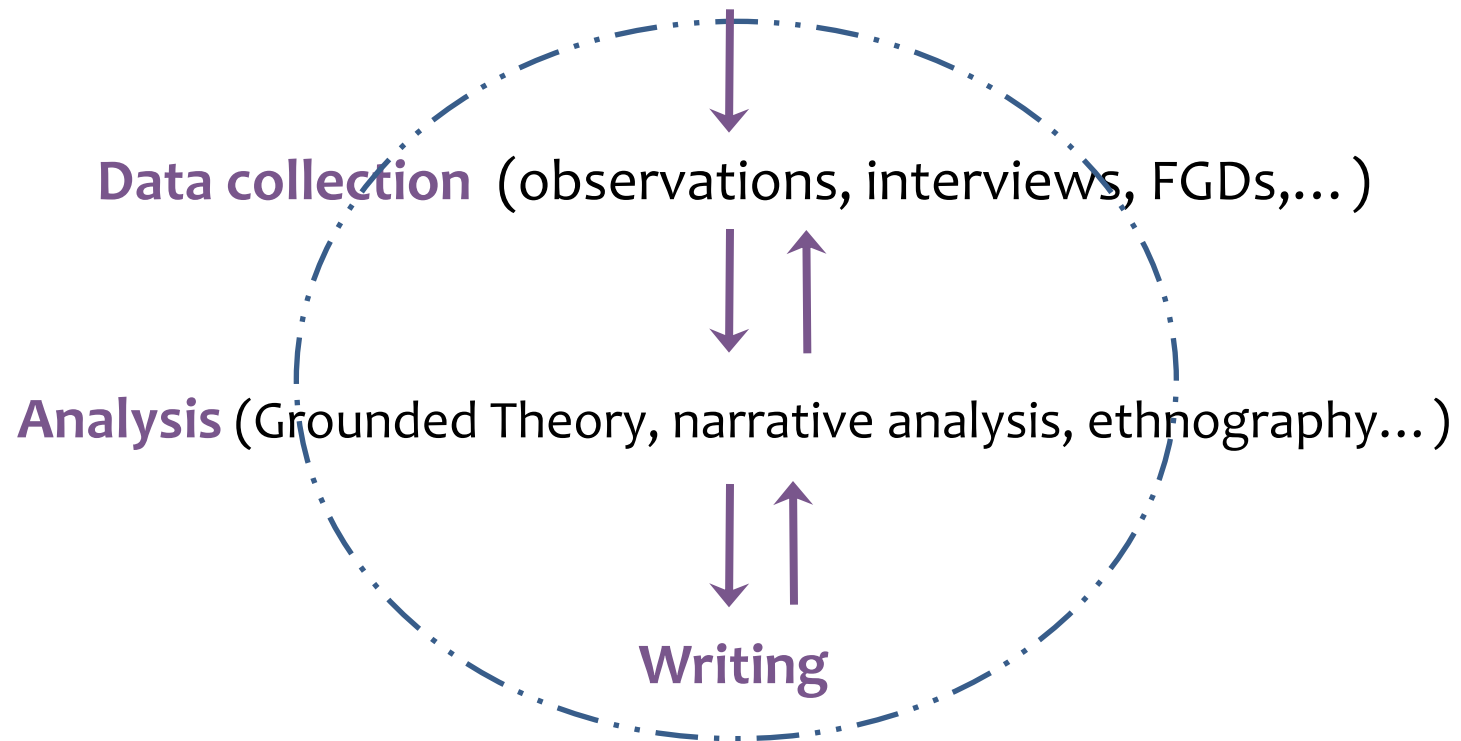 Data collection (observations, interviews, FGDs,... )
Analysis (Grounded Theory, narrative analysis, ethnography... )
Writing